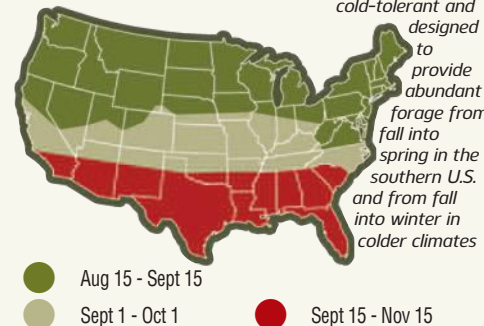 cold-tolerant and
designed
to
provide
abundant
forage from
fall into
spring in the
southern U.S.
and from fall
into winter in
colder climates
Aug 15 - Sept 15
Sept 1 - Oct 1
Sept 15 - Nov 15